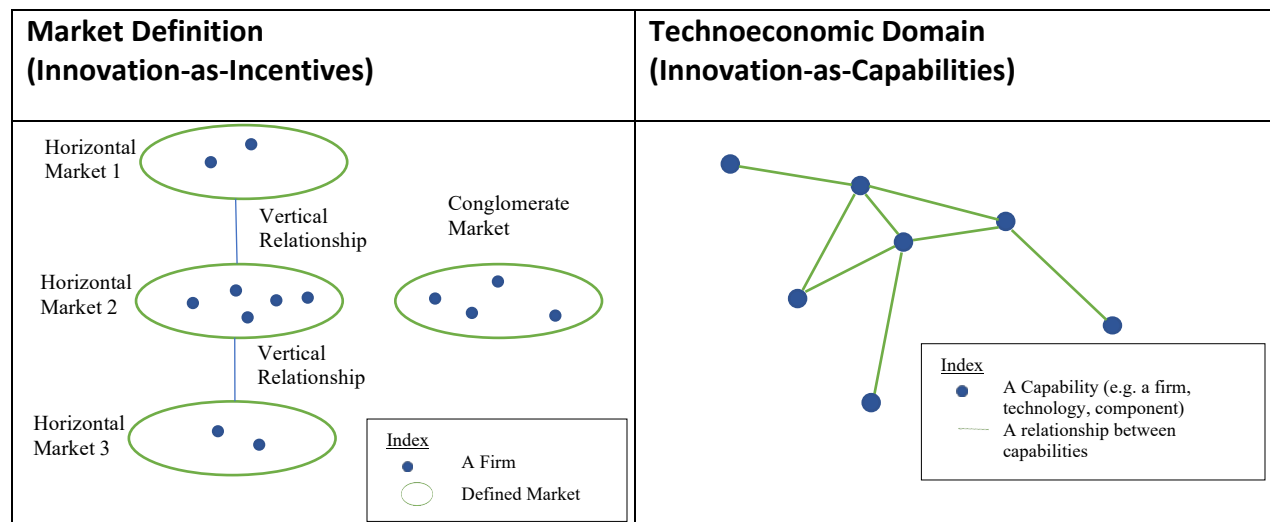 Market Definition
(Innovation-as-Incentives)
Technoeconomic Domain
(Innovation-as-Capabilities)
Horizontal
Market 1
Vertical
Relationship
Conglomerate
Market
Horizontal
Market 2
Vertical
Relationship
Horizontal
Market 3
Index
A Firm
Defined Market
Index
A Capability (e.g. a firm,
technology, component)
A relationship between
capabilities